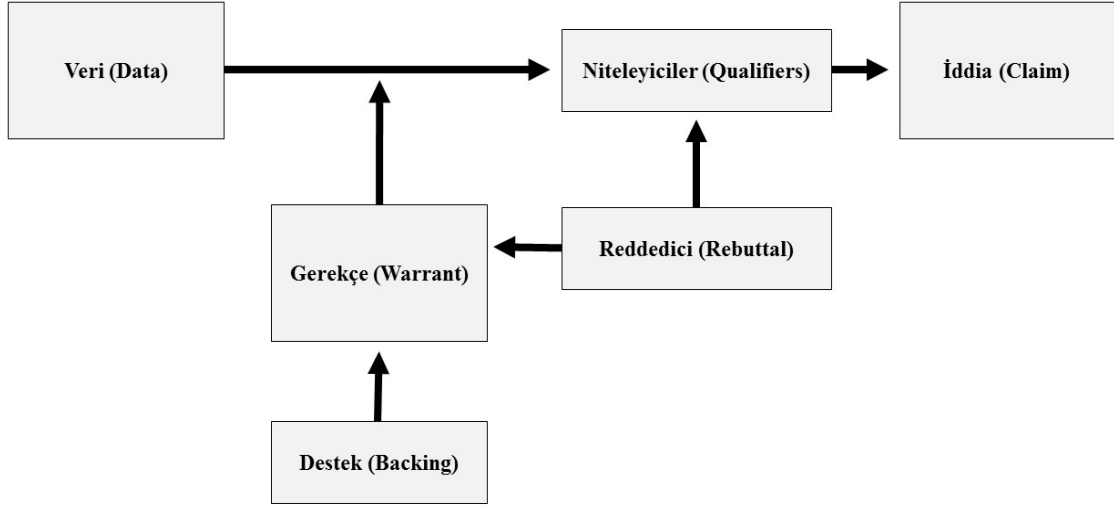 Veri (Data)
Niteleyiciler (Qualifiers)
İddia (Claim)
Gerekçe (Warrant)
Reddedici (Rebuttal)
Destek (Backing)